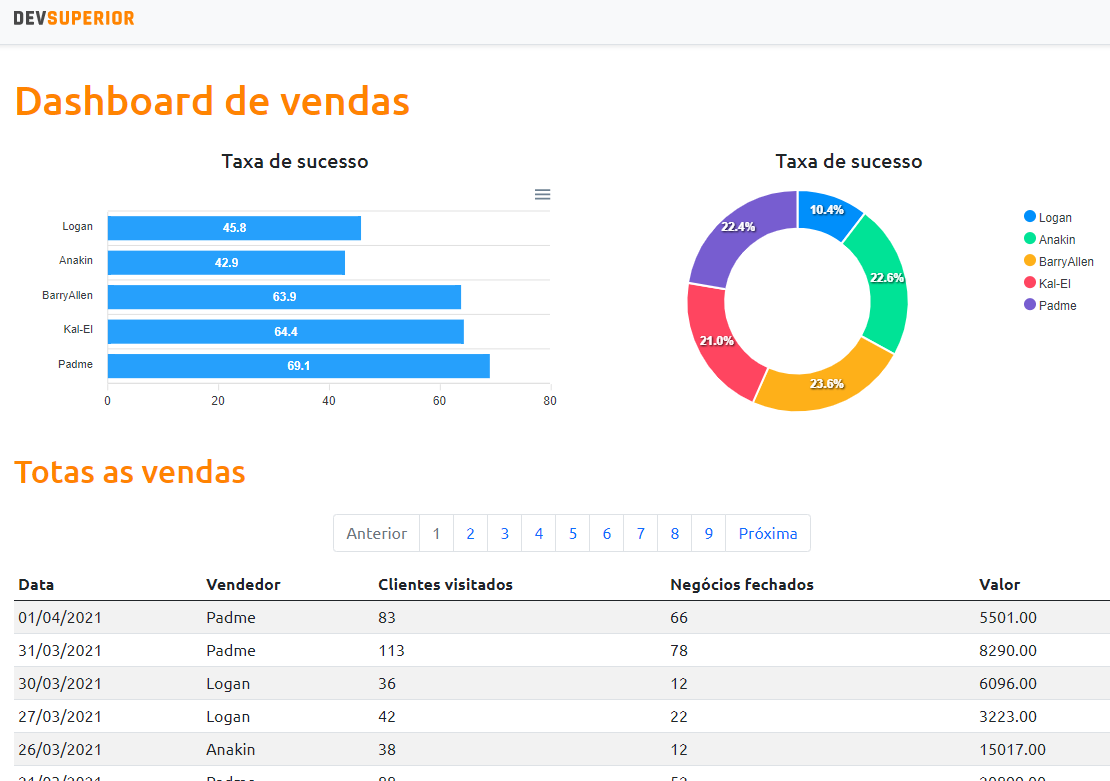 DEVSUPERIOR
Dashboard de vendas
Taxa de sucesso
Logan 45.8
Anakin 42.9
BarryAllen 63.9
Kal-El 64.4
Padme 69.1
0 20 40 60 80
Taxa de sucesso
10.4%
22.6%
23.6%
21.0%
22.4%
Logan
Anakin
BarryAllen
Kal-El
Padme
Totas as vendas
Anterior 1 2 3 4 5 6 7 8 9 Próxima
Data Vendedor Clientes visitados Negócios fechados Valor
01/04/2021 Padme 83 66 5501.00
31/03/2021 Padme 113 78 8290.00
30/03/2021 Logan 36 12 6096.00
27/03/2021 Logan 42 22 3223.00
26/03/2021 Anakin 38 12 15017.00
Padme